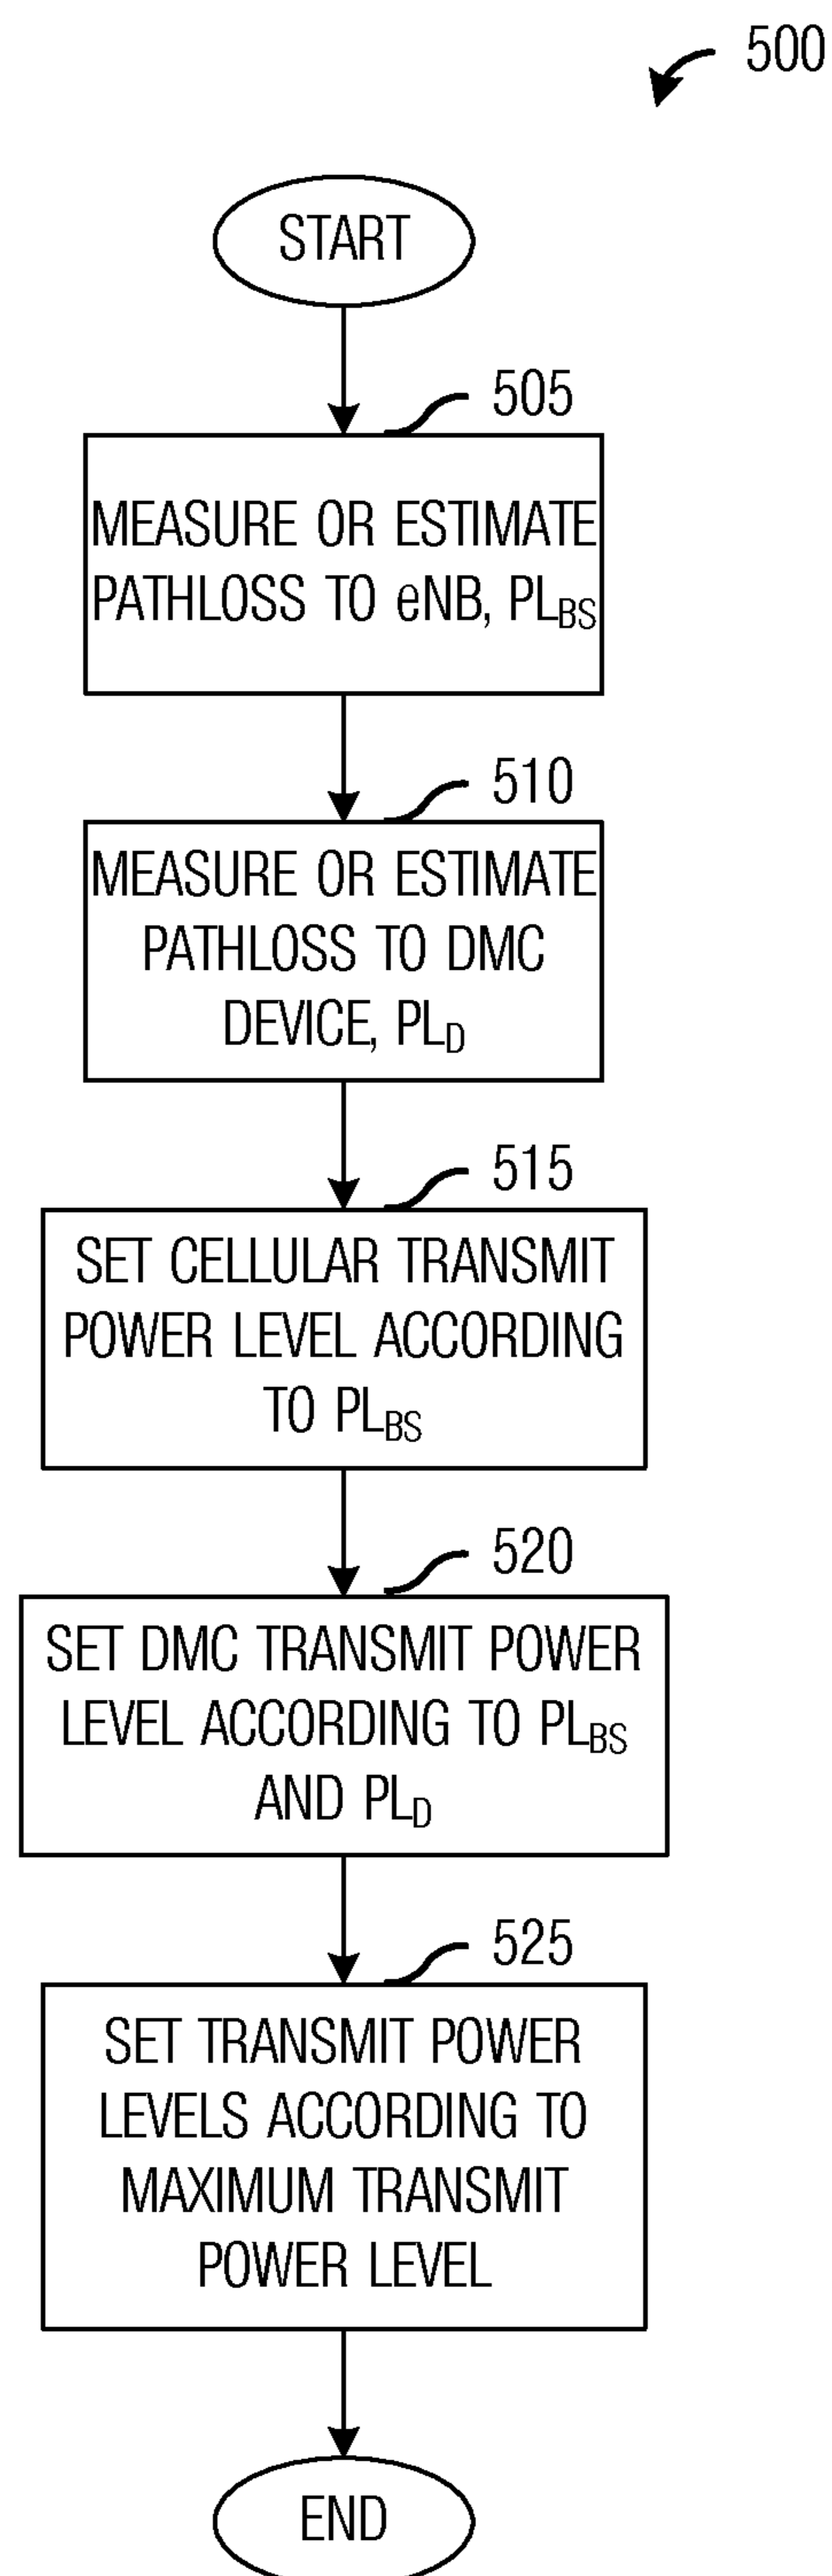 500
START
505
MEASURE OR ESTIMATE
PATHLOSS TO eNB, PLBS
510
MEASURE OR ESTIMATE
PATHLOSS TO DMC
DEVICE, PLD
515
SET CELLULAR TRANSMIT
POWER LEVEL ACCORDING
TO PLBS
520
SET DMC TRANSMIT POWER
LEVEL ACCORDING TO PLBS
AND PLD
525
SET TRANSMIT POWER
LEVELS ACCORDING TO
MAXIMUM TRANSMIT
POWER LEVEL
END